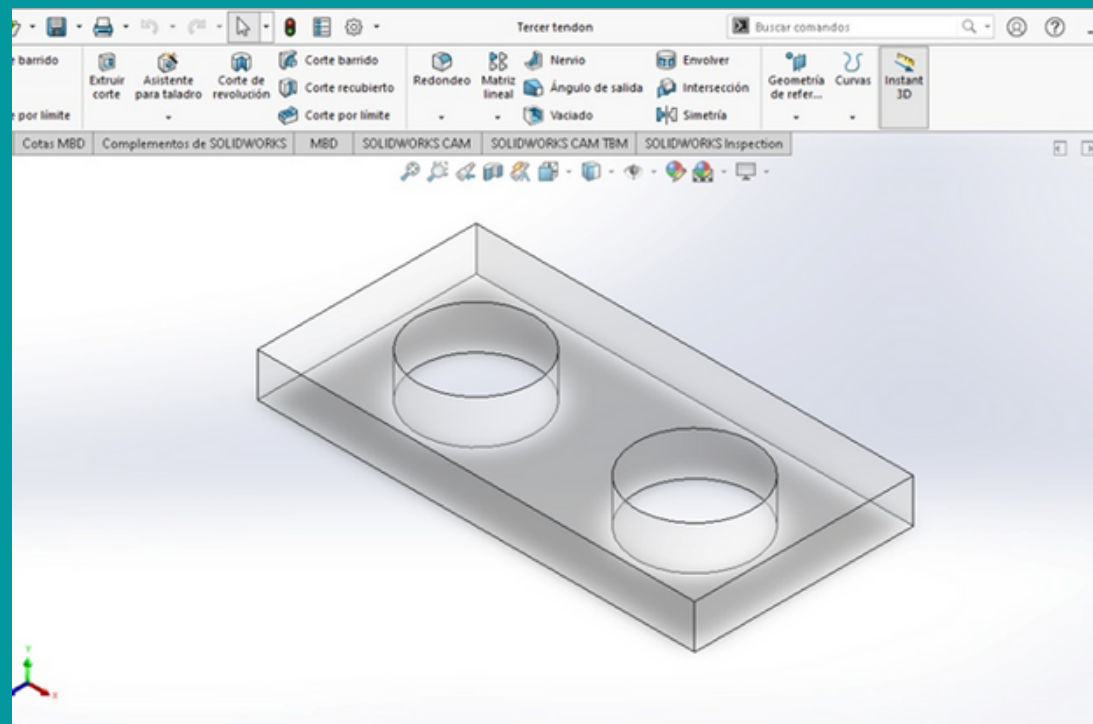 Tercer tendon
Buscar comandos
barrido
por límite
Extruir corte
Asistente para taladro
Corte de revolución
Corte barrido
Corte recubierto
Corte por límite
Redondeo
Matriz lineal
Nervio
Ángulo de salida
Vaciado
Envolver
Intersección
Simetría
Geometría de refer...
Curvas
Instant 3D
Cotas MBD
Complementos de SOLIDWORKS
MBD
SOLIDWORKS CAM
SOLIDWORKS CAM TBM
SOLIDWORKS Inspection
Y
X